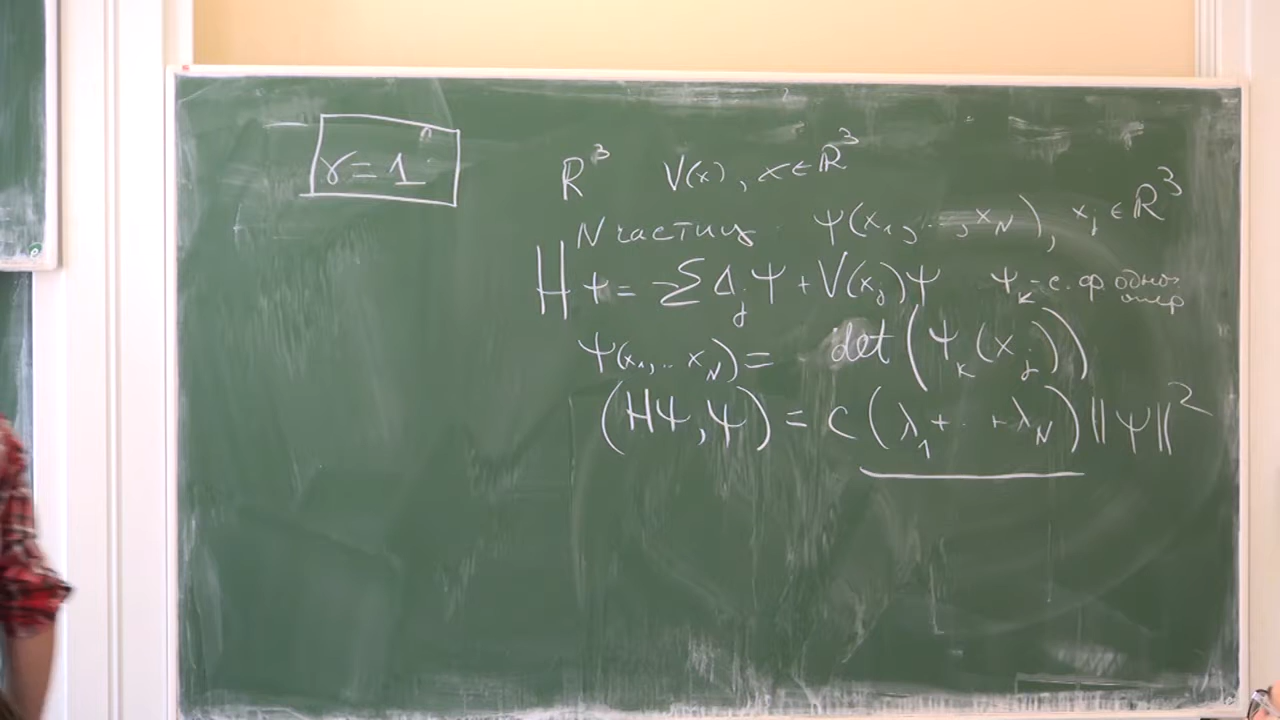 γ = 1
R³ V(x), x ∈ R³
N частиц Ψ(x₁, ..., x_N), x_j ∈ R³
H Ψ = -Σ Δ_j Ψ + V(x_j)Ψ Ψ_K - с. ф одноч
опер
Ψ(x₁, .. x_N) = det(Ψ_K(x_j))
(HΨ, Ψ) = C(λ₁ + .. + λ_N)||Ψ||²